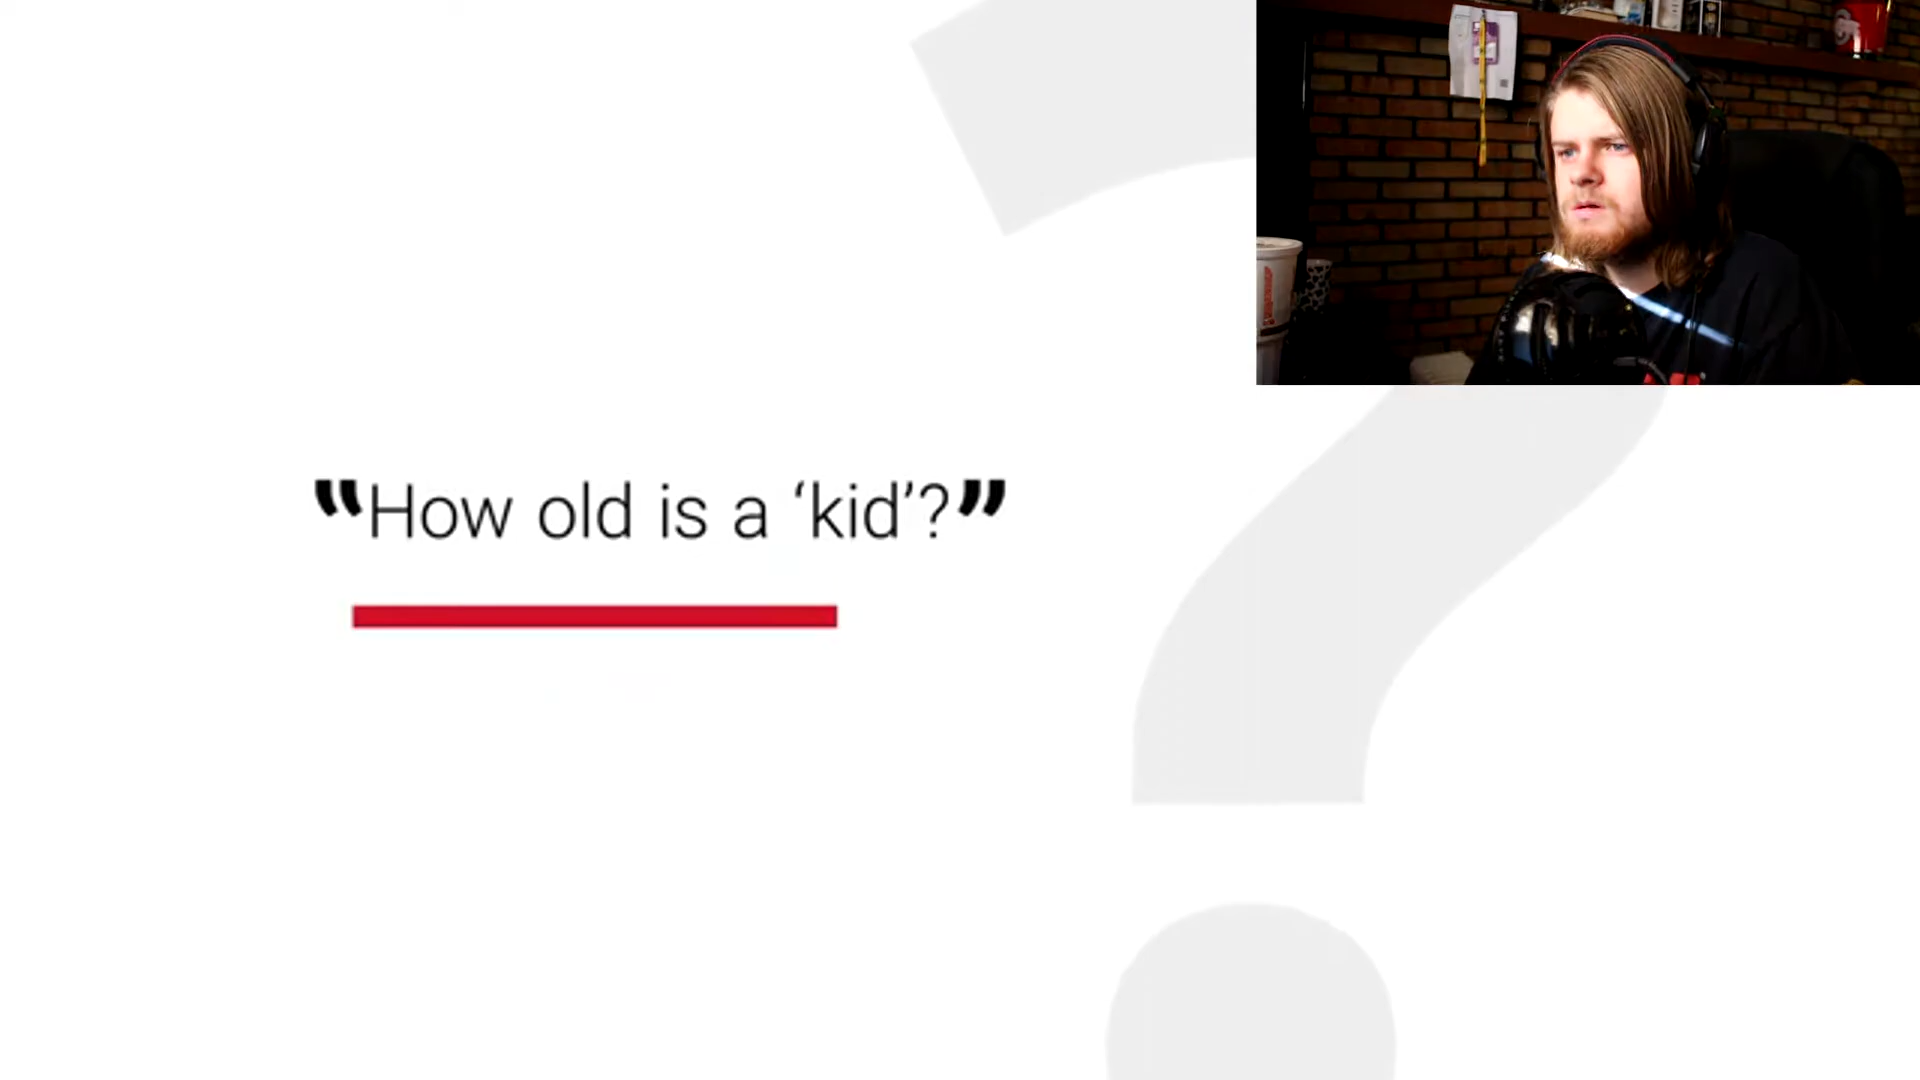 "How old is a ‘kid’?"